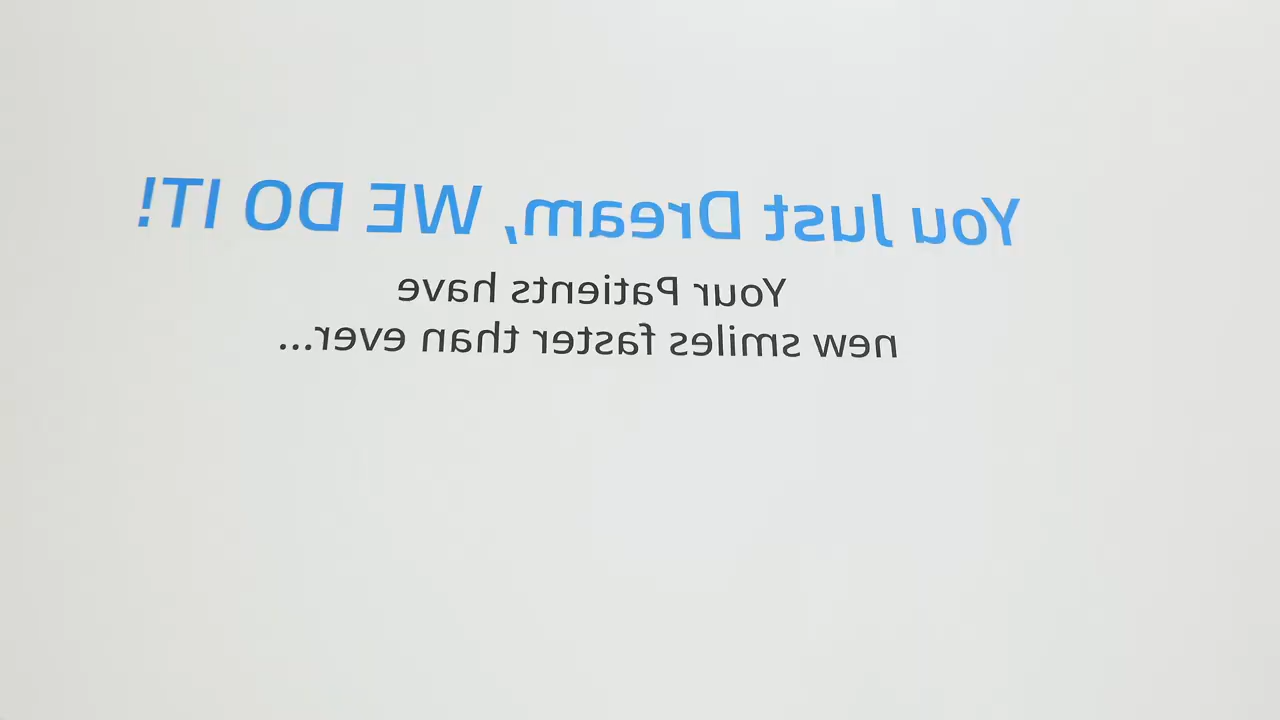 You Just Dream, WE DO IT!
Your Patients have
new smiles faster than ever...